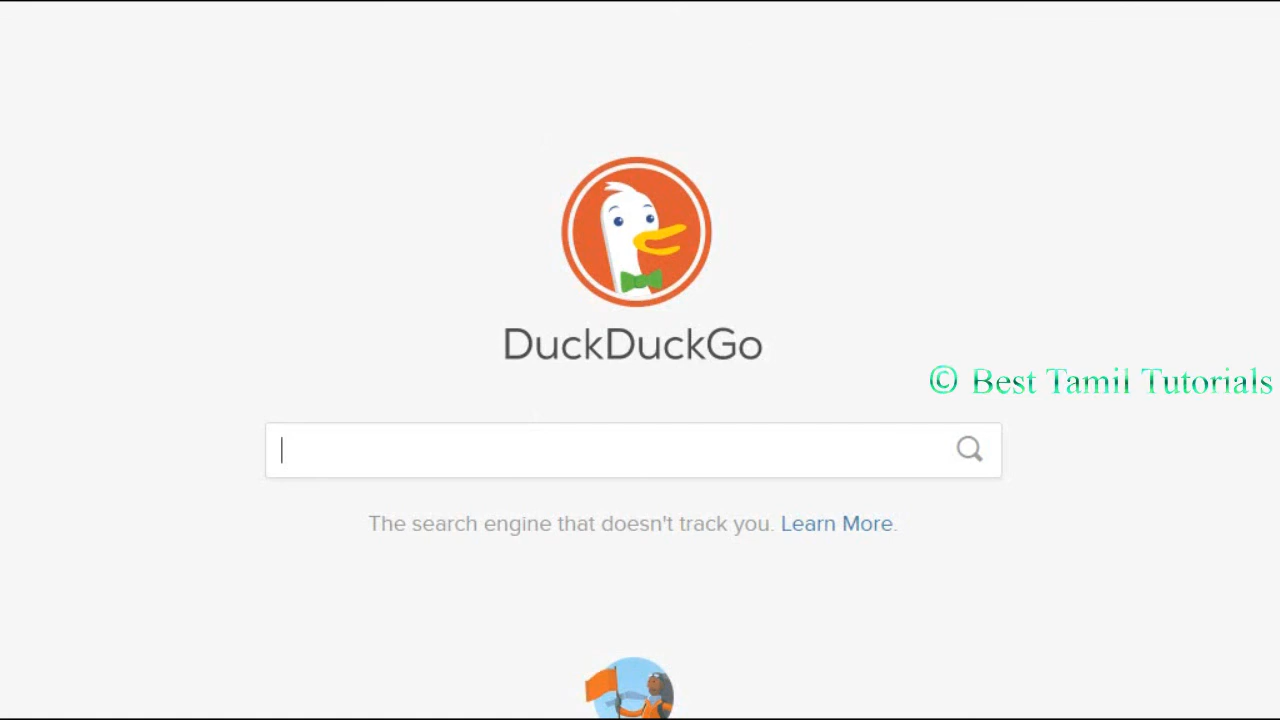 DuckDuckGo
© Best Tamil Tutorials
The search engine that doesn't track you. Learn More.